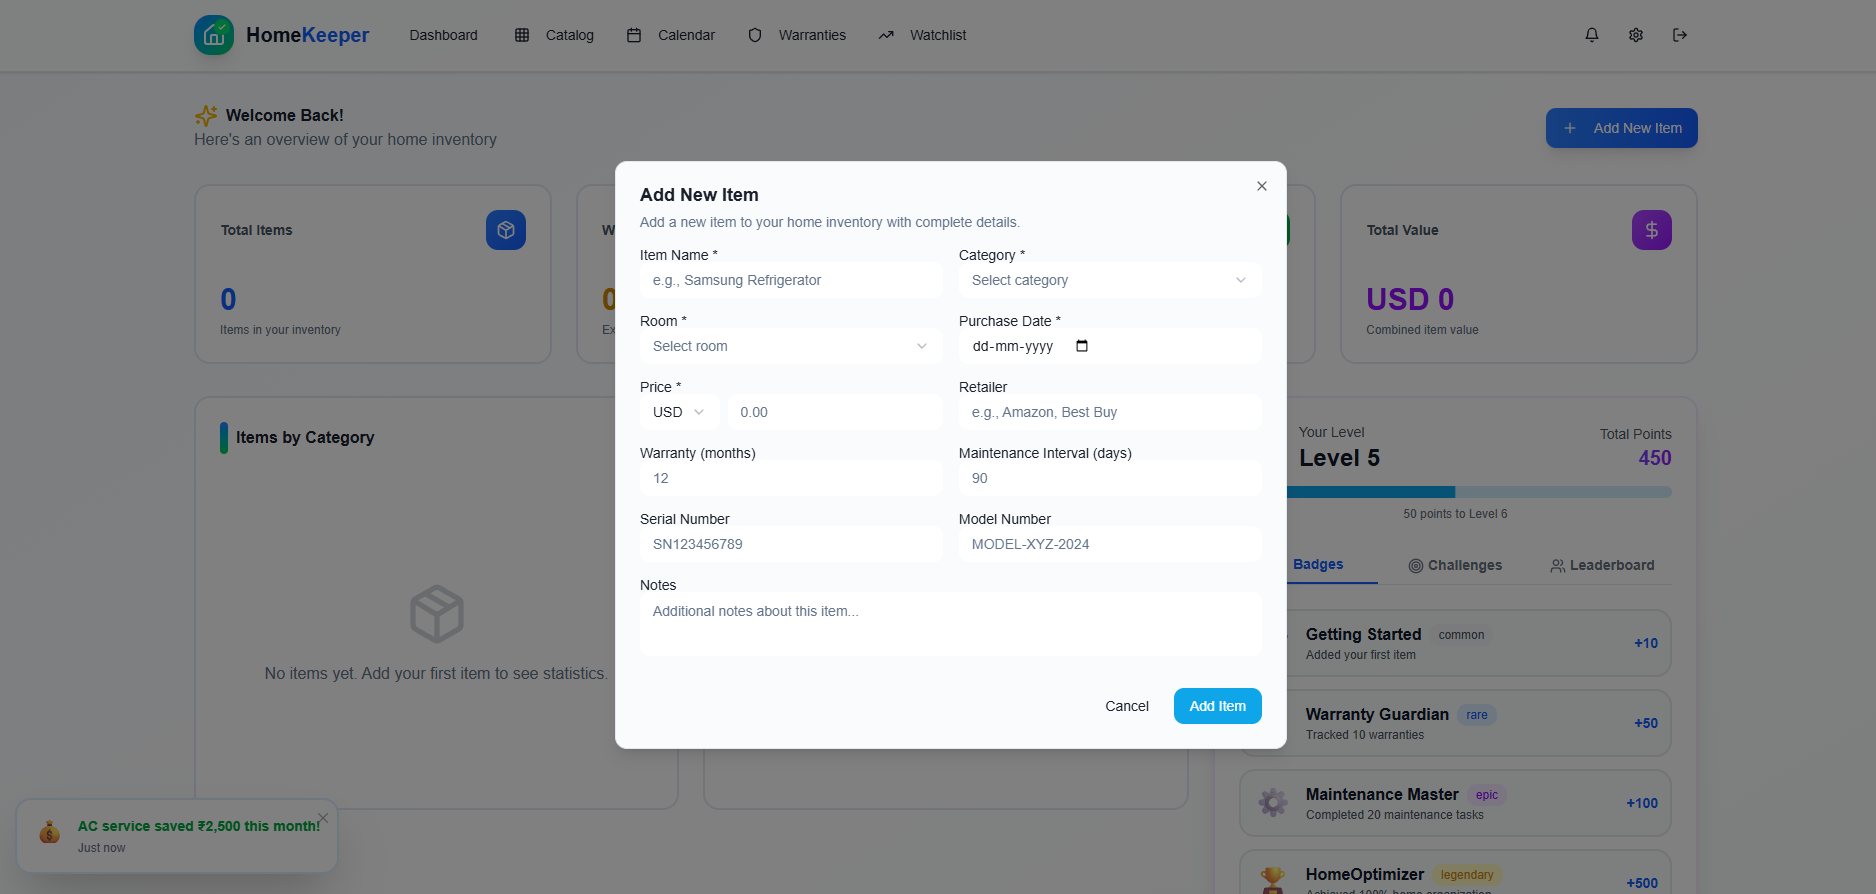 HomeKeeper
Dashboard
Catalog
Calendar
Warranties
Watchlist
Welcome Back!
Here's an overview of your home inventory
Add New Item
Total Items
0
Items in your inventory
Total Value
USD 0
Combined item value
Items by Category
No items yet. Add your first item to see statistics.
Add New Item
Add a new item to your home inventory with complete details.
Item Name *
e.g., Samsung Refrigerator
Category *
Select category
Room *
Select room
Purchase Date *
dd-mm-yyyy
Price *
USD
0.00
Retailer
e.g., Amazon, Best Buy
Warranty (months)
12
Maintenance Interval (days)
90
Serial Number
SN123456789
Model Number
MODEL-XYZ-2024
Notes
Additional notes about this item...
Cancel
Add Item
Your Level
Level 5
Total Points
450
50 points to Level 6
Badges
Challenges
Leaderboard
Getting Started common
Added your first item
+10
Warranty Guardian rare
Tracked 10 warranties
+50
Maintenance Master epic
Completed 20 maintenance tasks
+100
HomeOptimizer legendary
Achieved 100% home organization
+500
AC service saved ₹2,500 this month!
Just now